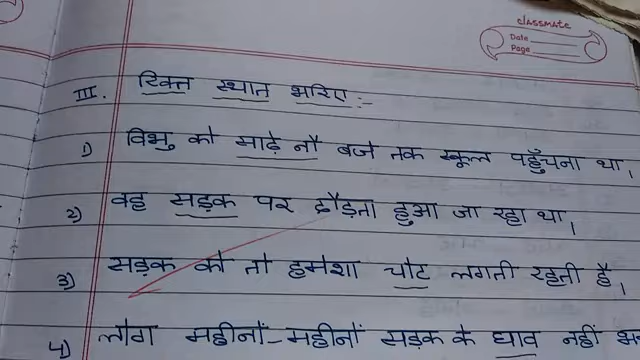 classmate
Date
Page
III. रिक्त स्थान भरिए :-
1) विभु को साढ़े नौ बजे तक स्कूल पहुँचना था।
2) वह सड़क पर दौड़ता हुआ जा रहा था।
3) सड़क को तो हमेशा चोट लगती रहती है।
4) लोग महीनों-महीनों सड़क के घाव नहीं